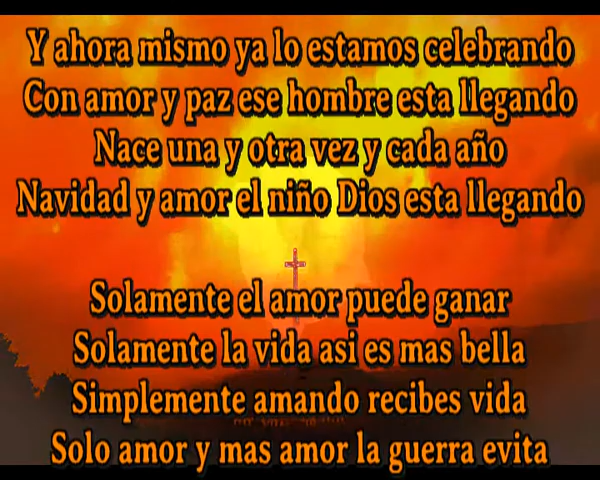 Y ahora mismo ya lo estamos celebrando
Con amor y paz ese hombre esta llegando
Nace una y otra vez y cada año
Navidad y amor el niño Dios esta llegando
Solamente el amor puede ganar
Solamente la vida asi es mas bella
Simplemente amando recibes vida
Solo amor y mas amor la guerra evita